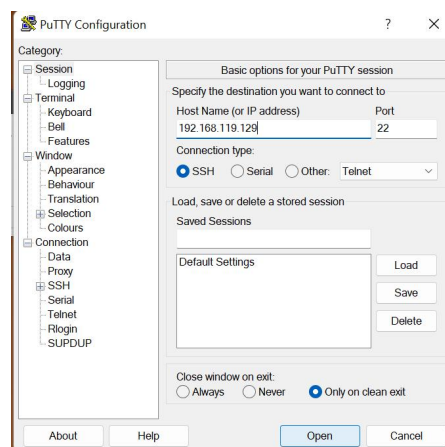 PuTTY Configuration
?
Category:
Session
Logging
Terminal
Keyboard
Bell
Features
Window
Appearance
Behaviour
Translation
Selection
Colours
Connection
Data
Proxy
SSH
Serial
Telnet
Rlogin
SUPDUP
Basic options for your PuTTY session
Specify the destination you want to connect to
Host Name (or IP address) Port
192.168.119.129 22
Connection type:
SSH Serial Other: Telnet
Load, save or delete a stored session
Saved Sessions
Default Settings
Load
Save
Delete
Close window on exit:
Always Never Only on clean exit
About Help Open Cancel